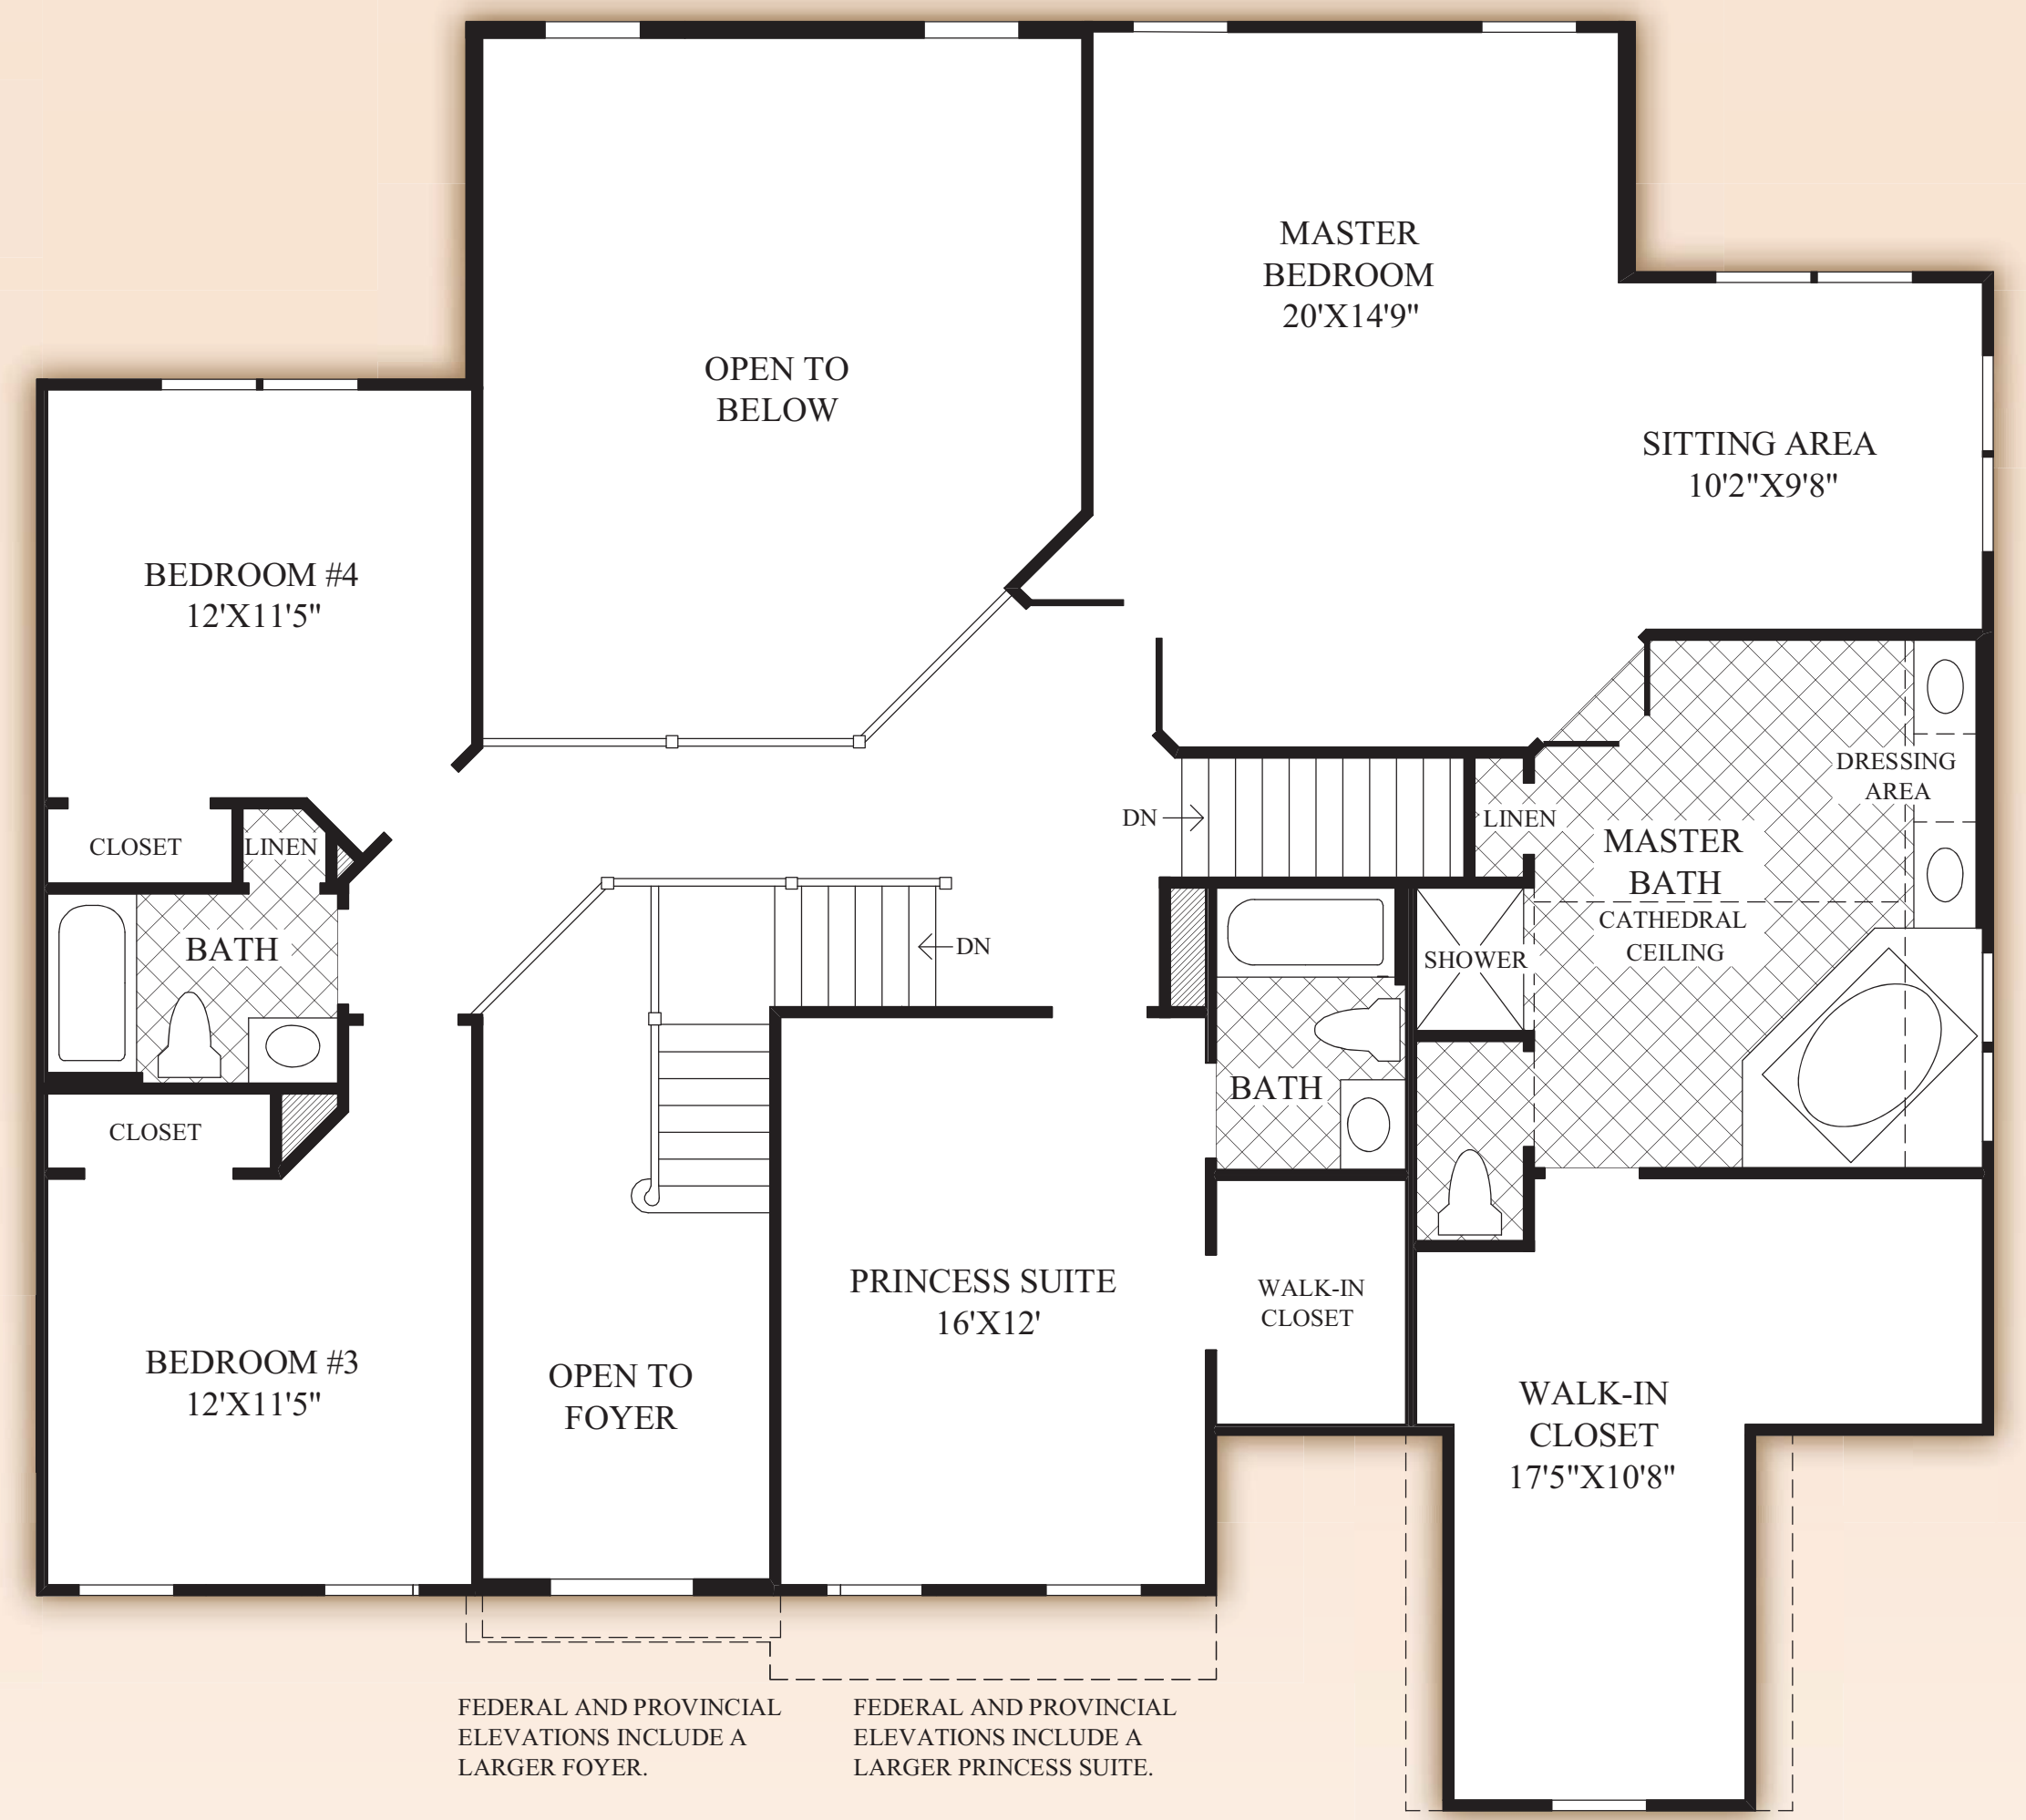 MASTER
BEDROOM
20'X14'9"
OPEN TO
BELOW
SITTING AREA
10'2"X9'8"
BEDROOM #4
12'X11'5"
DRESSING
AREA
DN
LINEN
MASTER
BATH
CATHEDRAL
CEILING
CLOSET
LINEN
BATH
DN
SHOWER
BATH
CLOSET
PRINCESS SUITE
16'X12'
WALK-IN
CLOSET
BEDROOM #3
12'X11'5"
OPEN TO
FOYER
WALK-IN
CLOSET
17'5"X10'8"
FEDERAL AND PROVINCIAL
ELEVATIONS INCLUDE A
LARGER FOYER.
FEDERAL AND PROVINCIAL
ELEVATIONS INCLUDE A
LARGER PRINCESS SUITE.